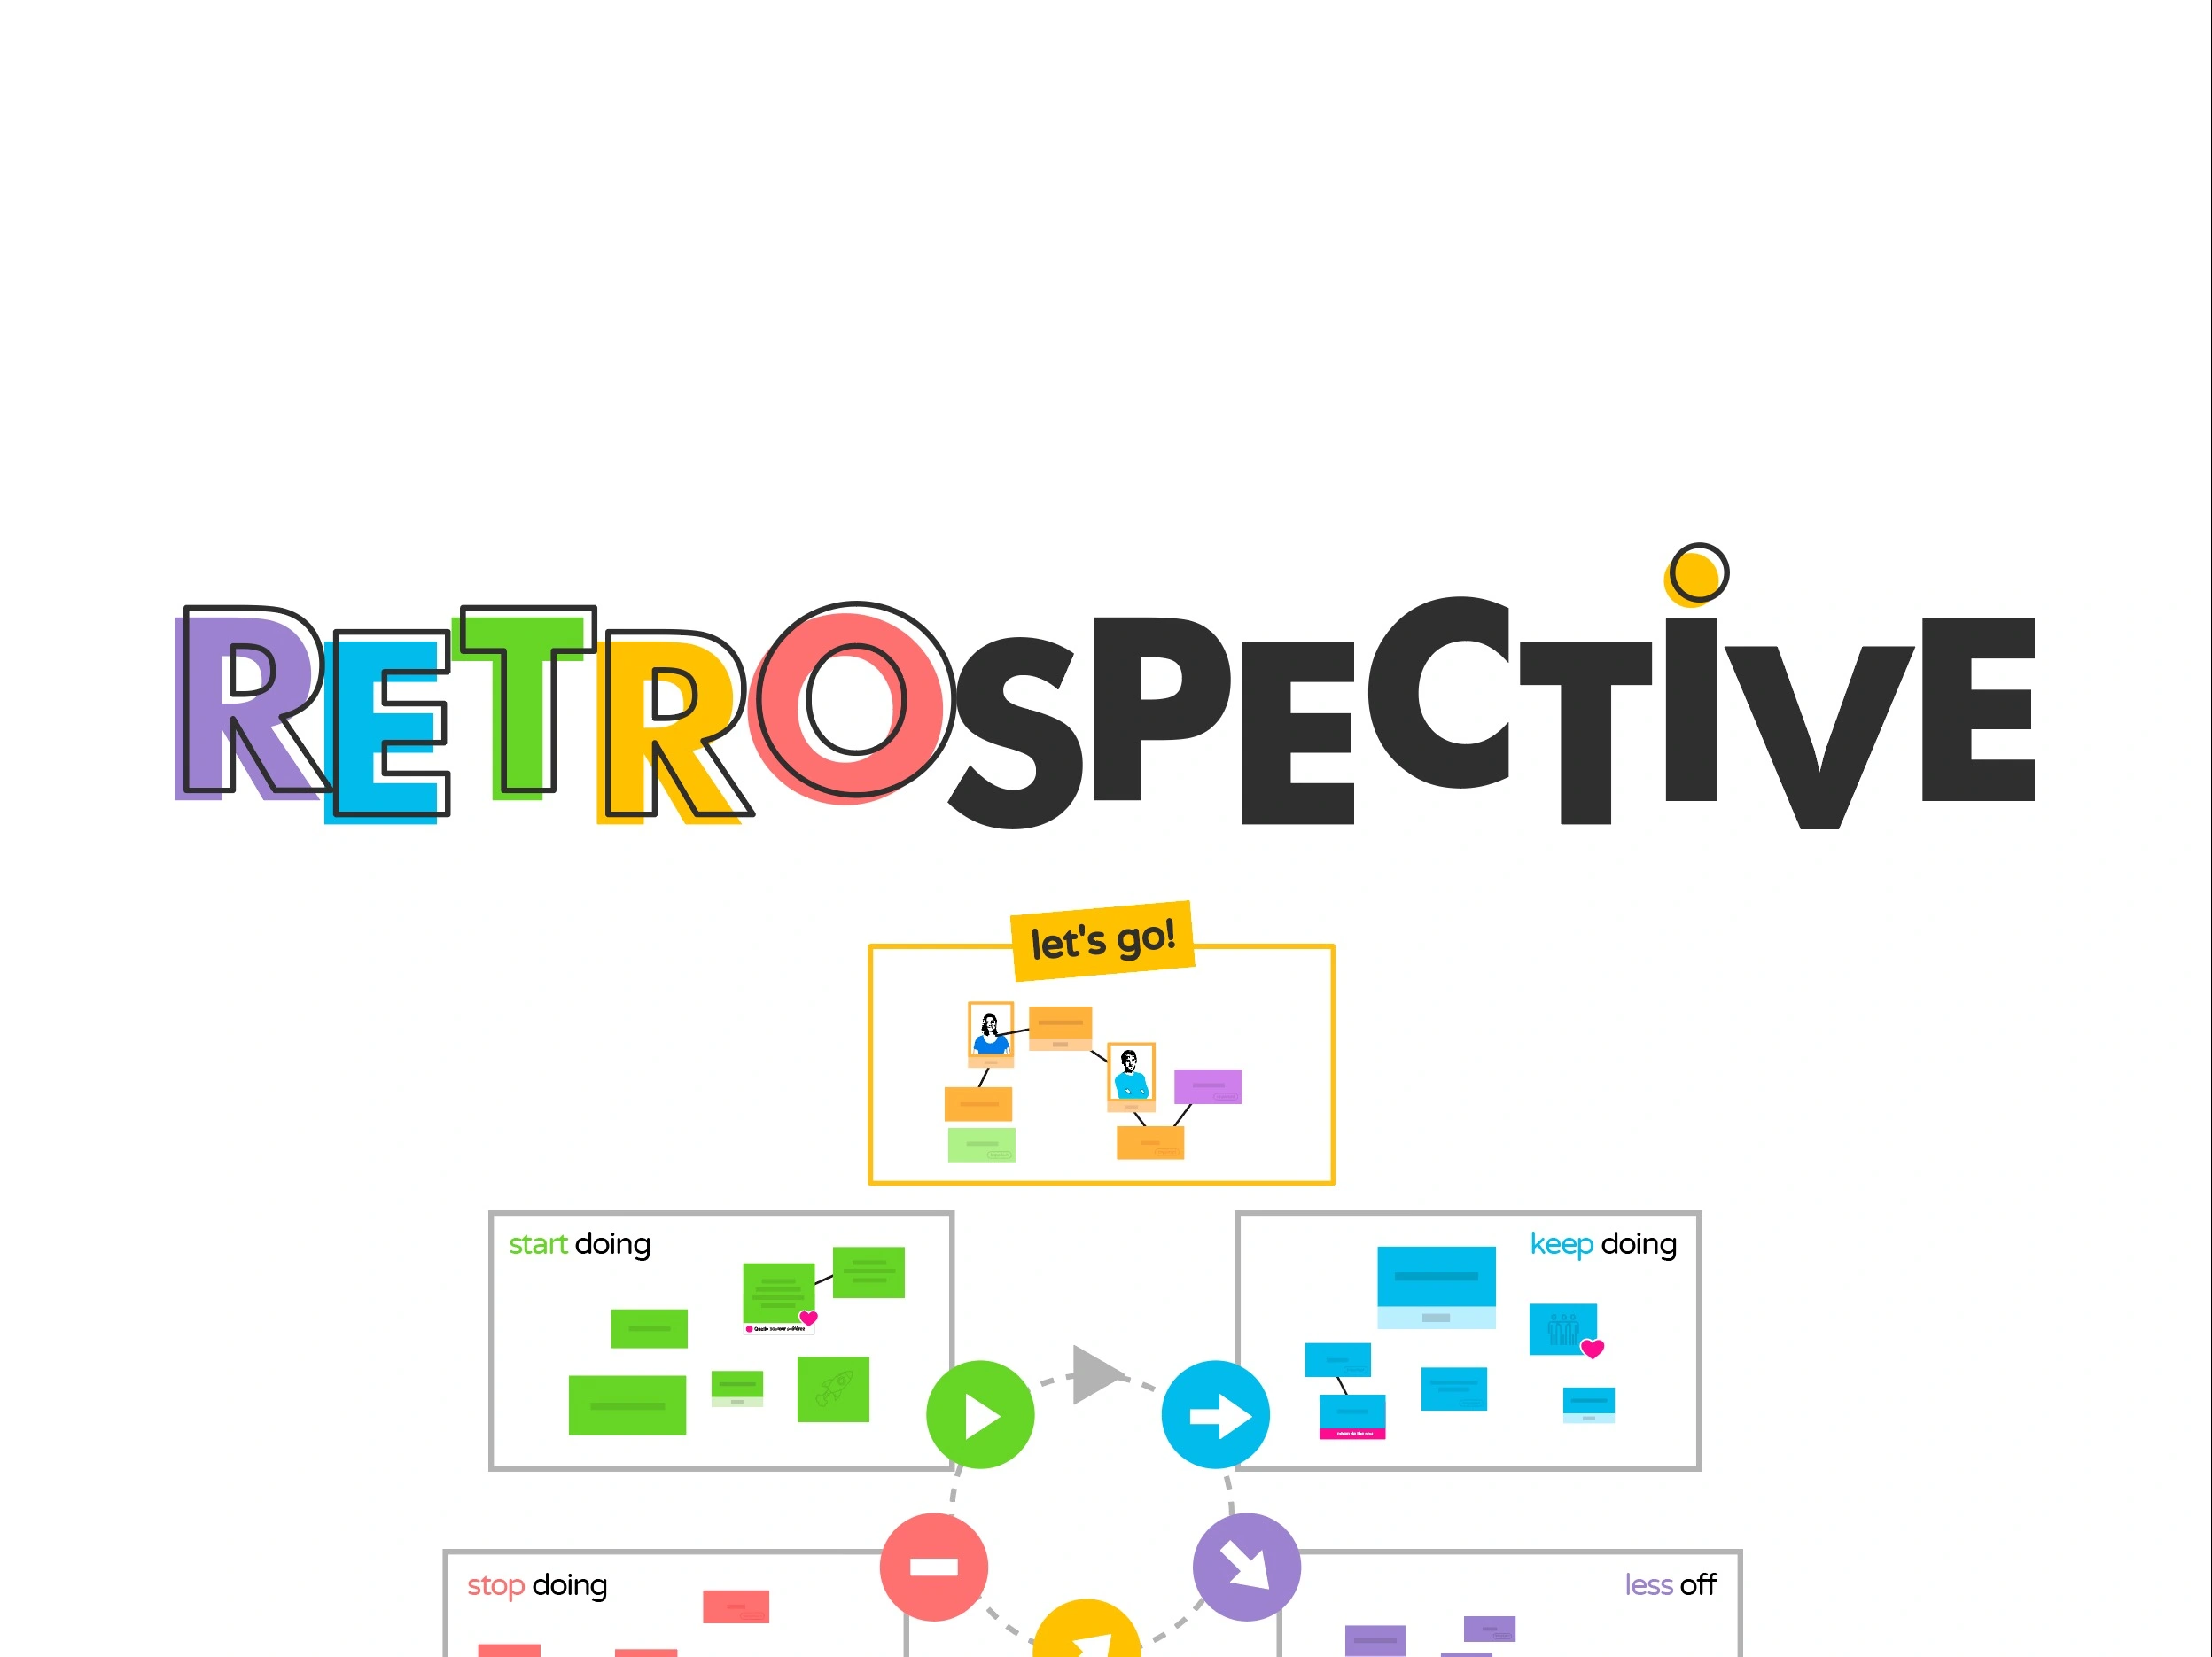 RETROSPECTiVE
let's go!
start doing
keep doing
stop doing
less off